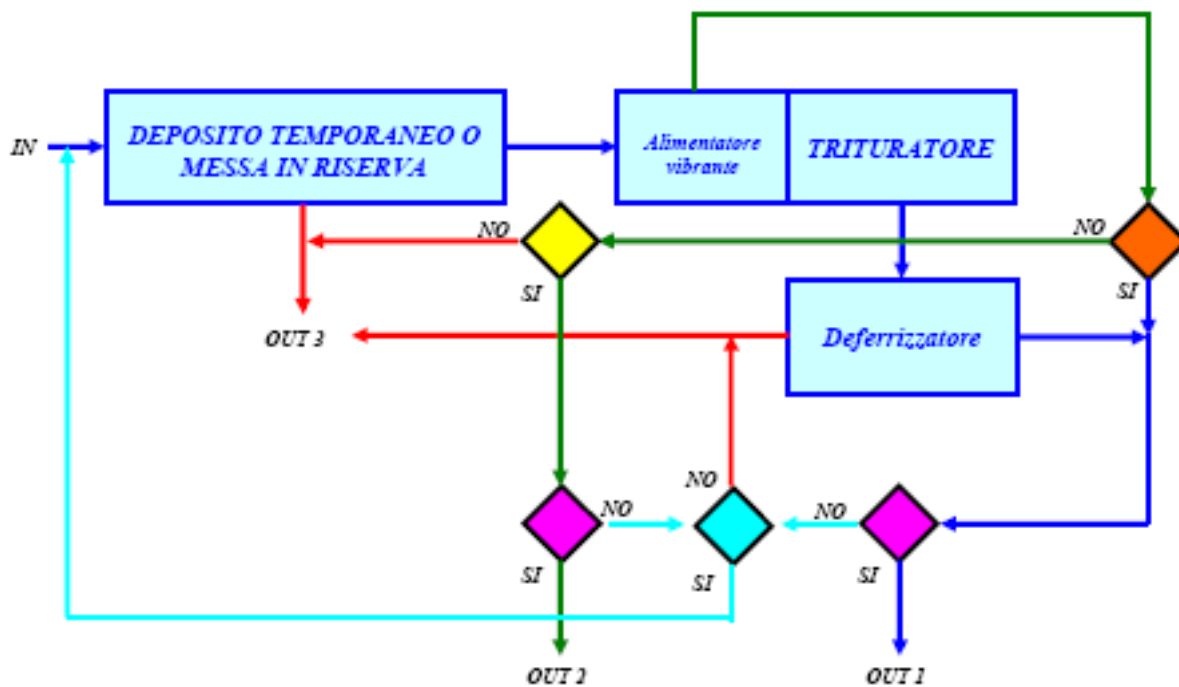 IN
DEPOSITO TEMPORANEO O
MESSA IN RISERVA
Alimentatore
vibrante
TRITURATORE
NO
NO
SI
SI
OUT 3
Deferrizzatore
NO
NO
NO
SI
SI
SI
OUT 2
OUT 1